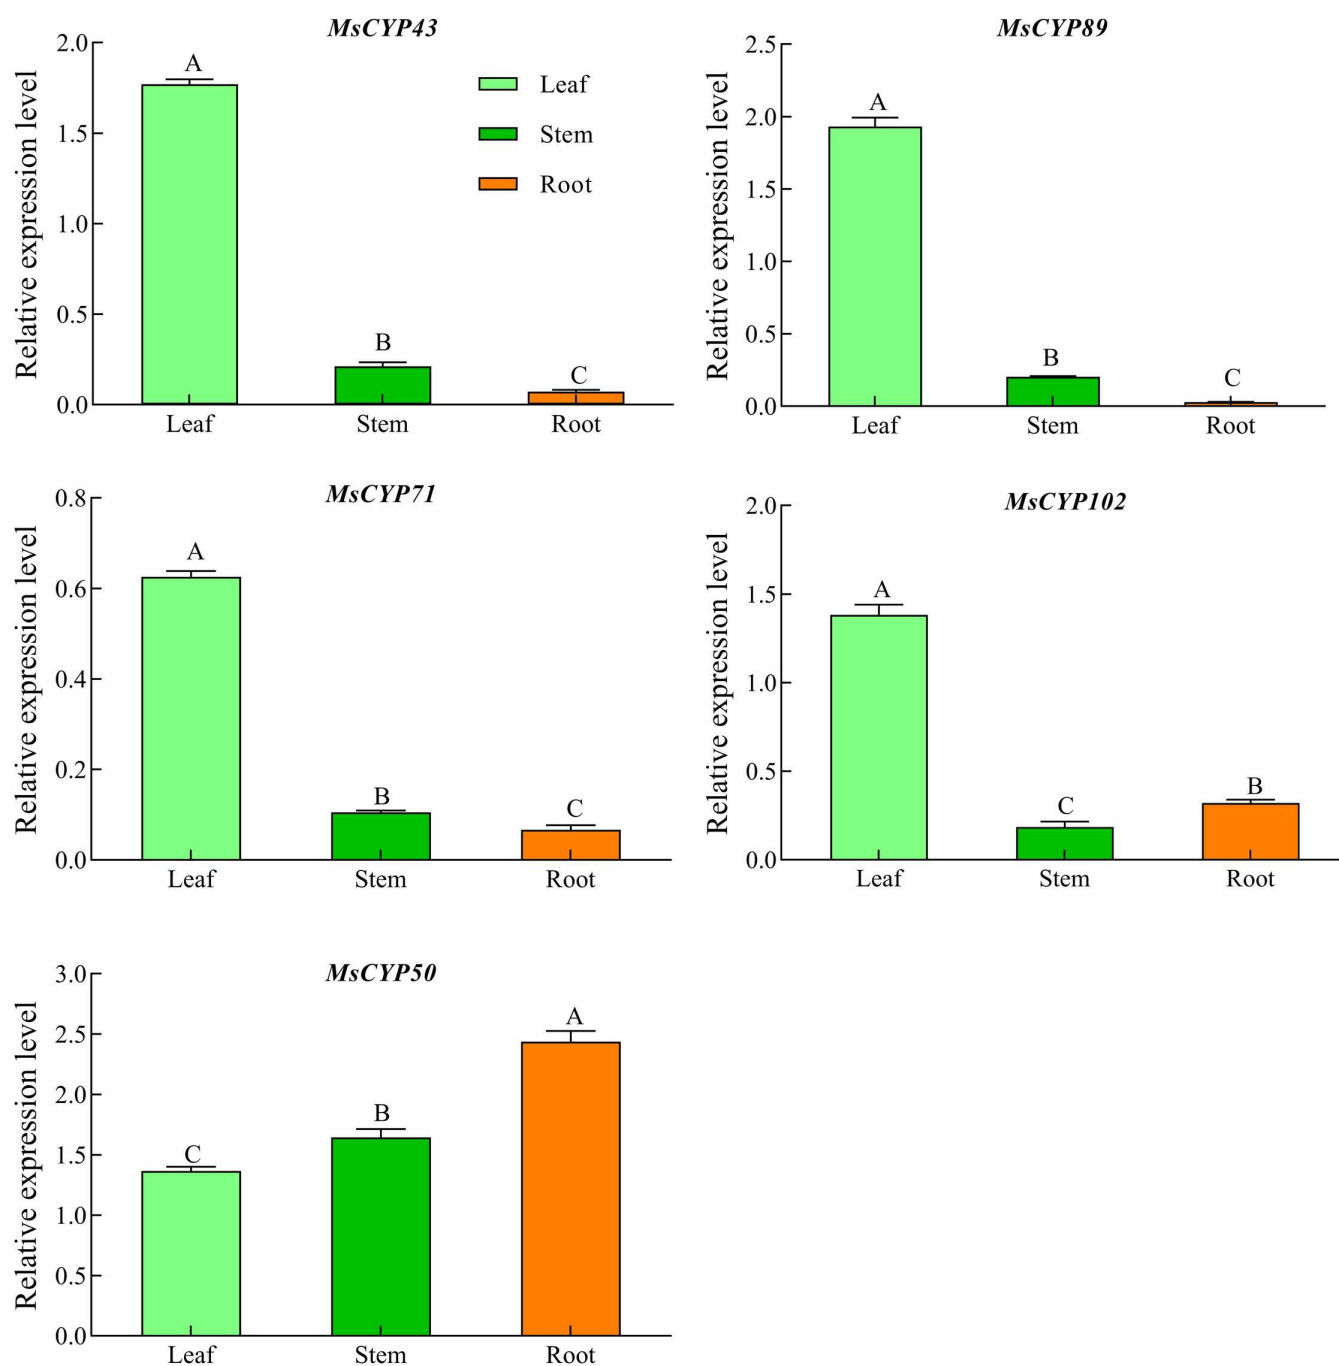 MsCYP43
Relative expression level
2.0
1.5
1.0
0.5
0.0
A
B
C
Leaf
Stem
Root
Leaf
Stem
Root
MsCYP89
Relative expression level
2.5
2.0
1.5
1.0
0.5
0.0
A
B
C
Leaf
Stem
Root
MsCYP71
Relative expression level
0.8
0.6
0.4
0.2
0.0
A
B
C
Leaf
Stem
Root
MsCYP102
Relative expression level
2.0
1.5
1.0
0.5
0.0
A
C
B
Leaf
Stem
Root
MsCYP50
Relative expression level
3.0
2.5
2.0
1.5
1.0
0.5
0.0
C
B
A
Leaf
Stem
Root